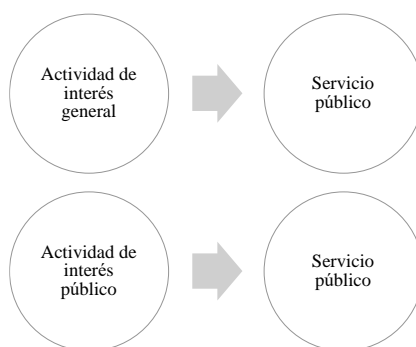 Actividad de
interés
general
Servicio
público
Actividad de
interés
público
Servicio
público